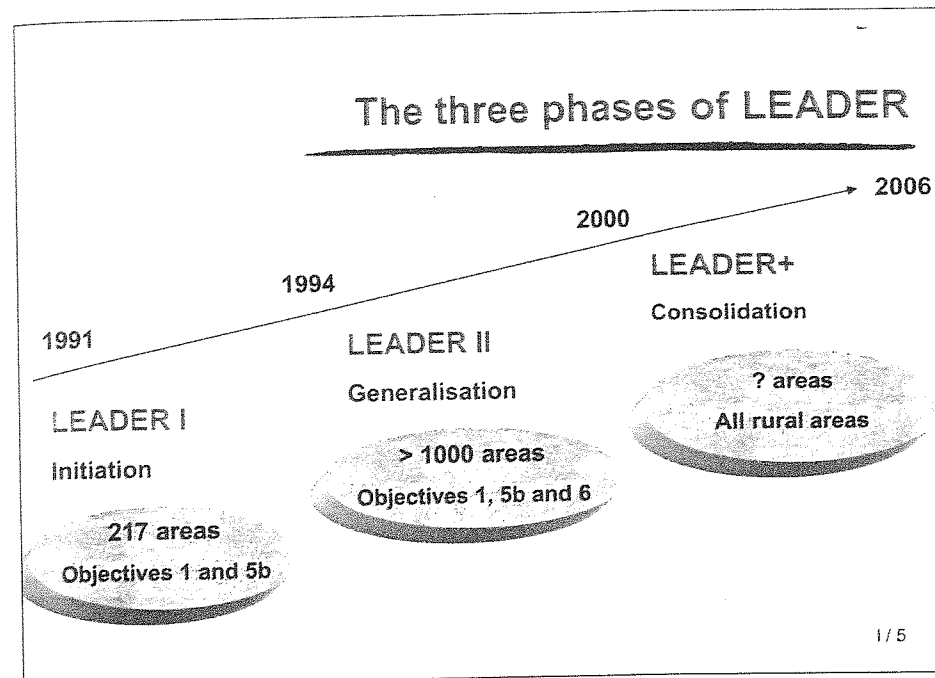 The three phases of LEADER
2006
2000
1994
1991
LEADER+
Consolidation
? areas
All rural areas
LEADER II
Generalisation
> 1000 areas
Objectives 1, 5b and 6
LEADER I
Initiation
217 areas
Objectives 1 and 5b
I / 5